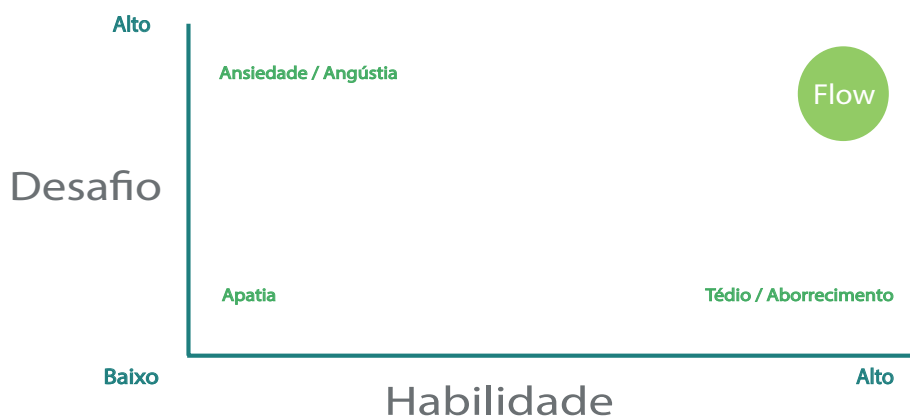 Alto
Ansiedade / Angústia
Flow
Desafio
Apatia
Tédio / Aborrecimento
Baixo
Alto
Habilidade